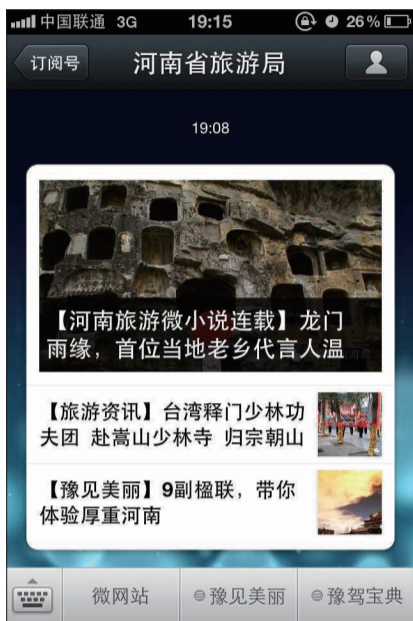 中国联通 3G 19:15 26%
订阅号 河南省旅游局
19:08
【河南旅游微小说连载】龙门
雨缘，首位当地老乡代言人温
【旅游资讯】台湾释门少林功
夫团 赴嵩山少林寺 归宗朝山
【豫见美丽】9副楹联，带你
体验厚重河南
微网站 豫见美丽 豫驾宝典